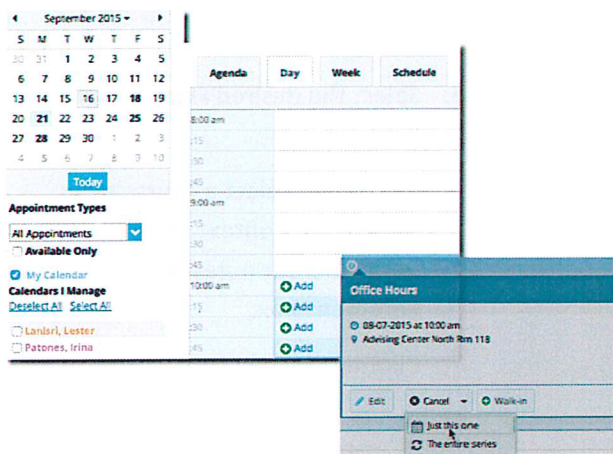 September 2015
S M T W T F S
30 31 1 2 3 4 5
6 7 8 9 10 11 12
13 14 15 16 17 18 19
20 21 22 23 24 25 26
27 28 29 30 1 2 3
4 5 6 7 8 9 10
Today
Appointment Types
All Appointments
Available Only
My Calendar
Calendars I Manage
Deselect All Select All
Lanisri, Lester
Patones, Irina
Agenda Day Week Schedule
8:00 am
:15
:30
:45
9:00 am
:15
:30
:45
10:00 am Add
:15 Add
:30 Add
:45 Add
Office Hours
08-07-2015 at 10:00 am
Advising Center North Rm 118
Edit Cancel Walk-in
Just this one
The entire series